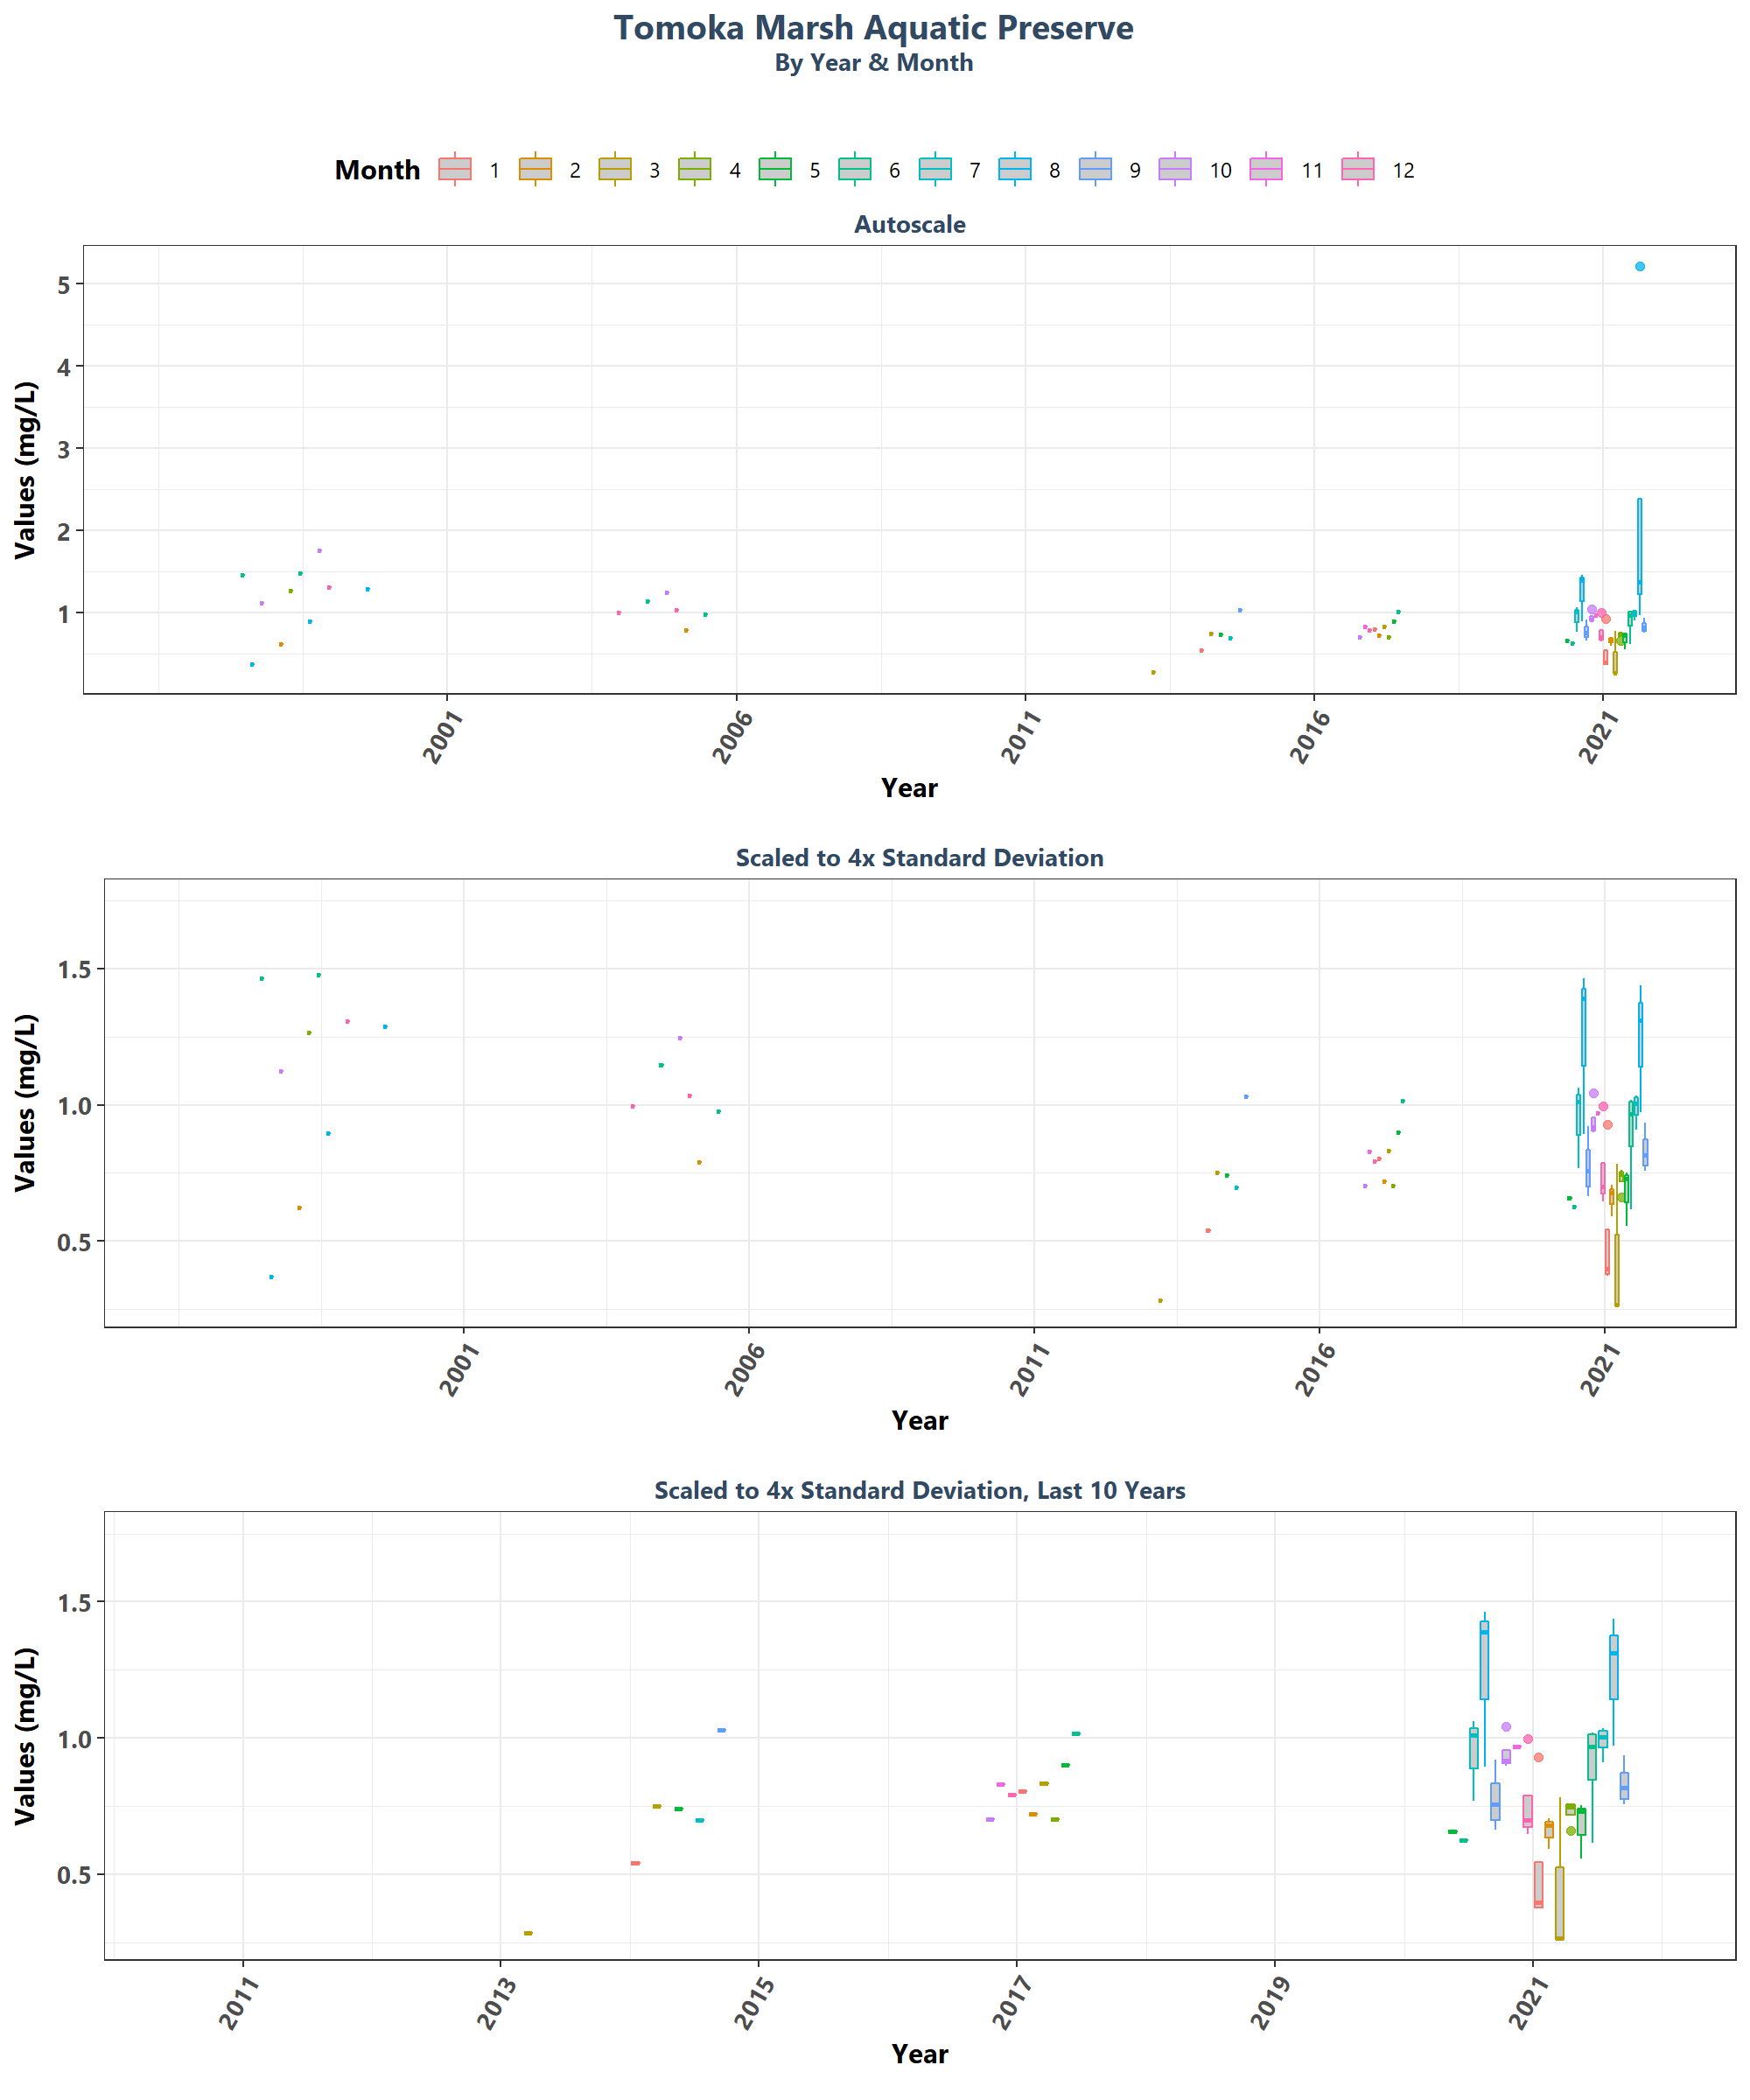 Tomoka Marsh Aquatic Preserve
By Year & Month
Month 1 2 3 4 5 6 7 8 9 10 11 12
Autoscale
Values (mg/L)
5
4
3
2
1
2001 2006 2011 2016 2021
Year
Scaled to 4x Standard Deviation
Values (mg/L)
1.5
1.0
0.5
2001 2006 2011 2016 2021
Year
Scaled to 4x Standard Deviation, Last 10 Years
Values (mg/L)
1.5
1.0
0.5
2011 2013 2015 2017 2019 2021
Year